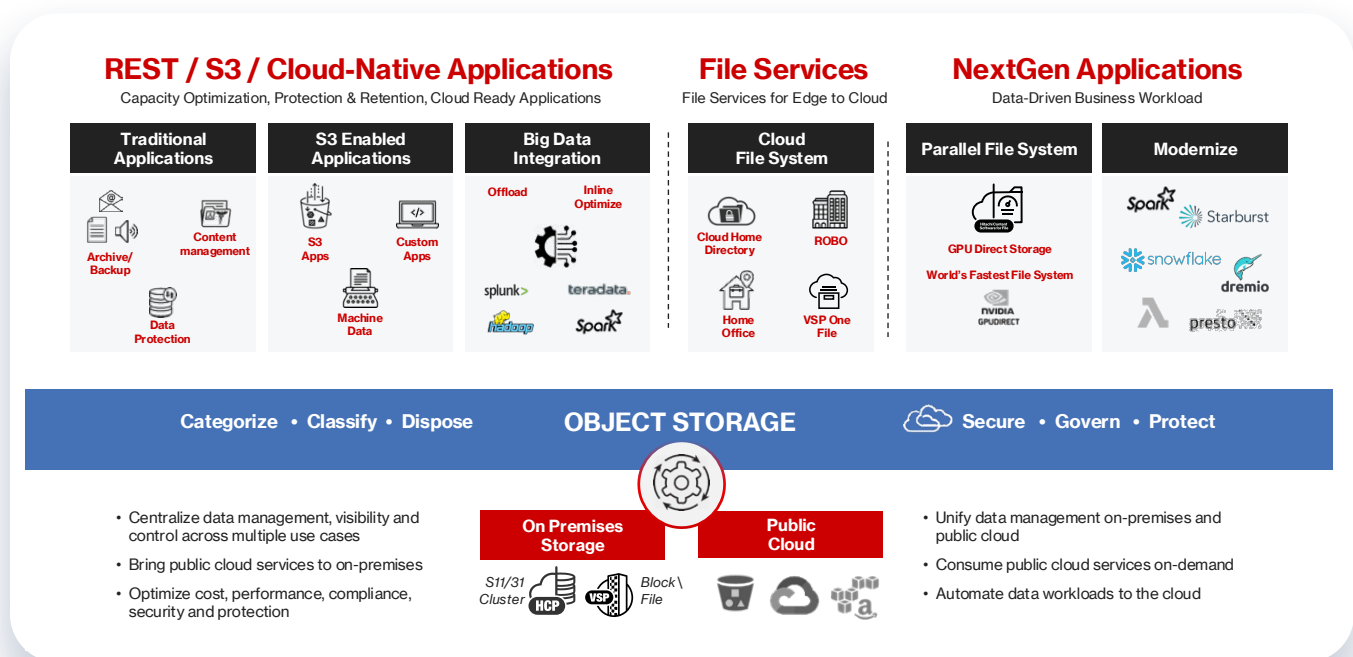 REST / S3 / Cloud-Native Applications
Capacity Optimization, Protection & Retention, Cloud Ready Applications
File Services
File Services for Edge to Cloud
NextGen Applications
Data-Driven Business Workload
Traditional
Applications
Archive/
Backup
Content
management
Data
Protection
S3 Enabled
Applications
S3
Apps
Custom
Apps
Machine
Data
Big Data
Integration
Offload
Inline
Optimize
splunk>
teradata.
hadoop
Spark
Cloud
File System
Cloud Home
Directory
ROBO
Home
Office
VSP One
File
Parallel File System
Hitachi Content
Software for File
GPU Direct Storage
World's Fastest File System
NVIDIA
GPUDIRECT
Modernize
Spark
Starburst
snowflake
dremio
presto
Categorize • Classify • Dispose
OBJECT STORAGE
Secure • Govern • Protect
• Centralize data management, visibility and
control across multiple use cases
• Bring public cloud services to on-premises
• Optimize cost, performance, compliance,
security and protection
On Premises
Storage
S11/31
Cluster
HCP
VSP
Block\
File
Public
Cloud
a
• Unify data management on-premises and
public cloud
• Consume public cloud services on-demand
• Automate data workloads to the cloud